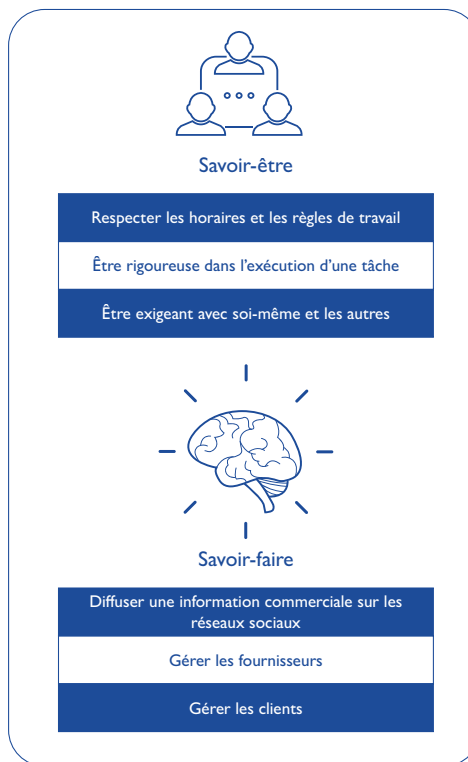 Savoir-être
Respecter les horaires et les règles de travail
Être rigoureuse dans l'exécution d'une tâche
Être exigeant avec soi-même et les autres
Savoir-faire
Diffuser une information commerciale sur les
réseaux sociaux
Gérer les fournisseurs
Gérer les clients